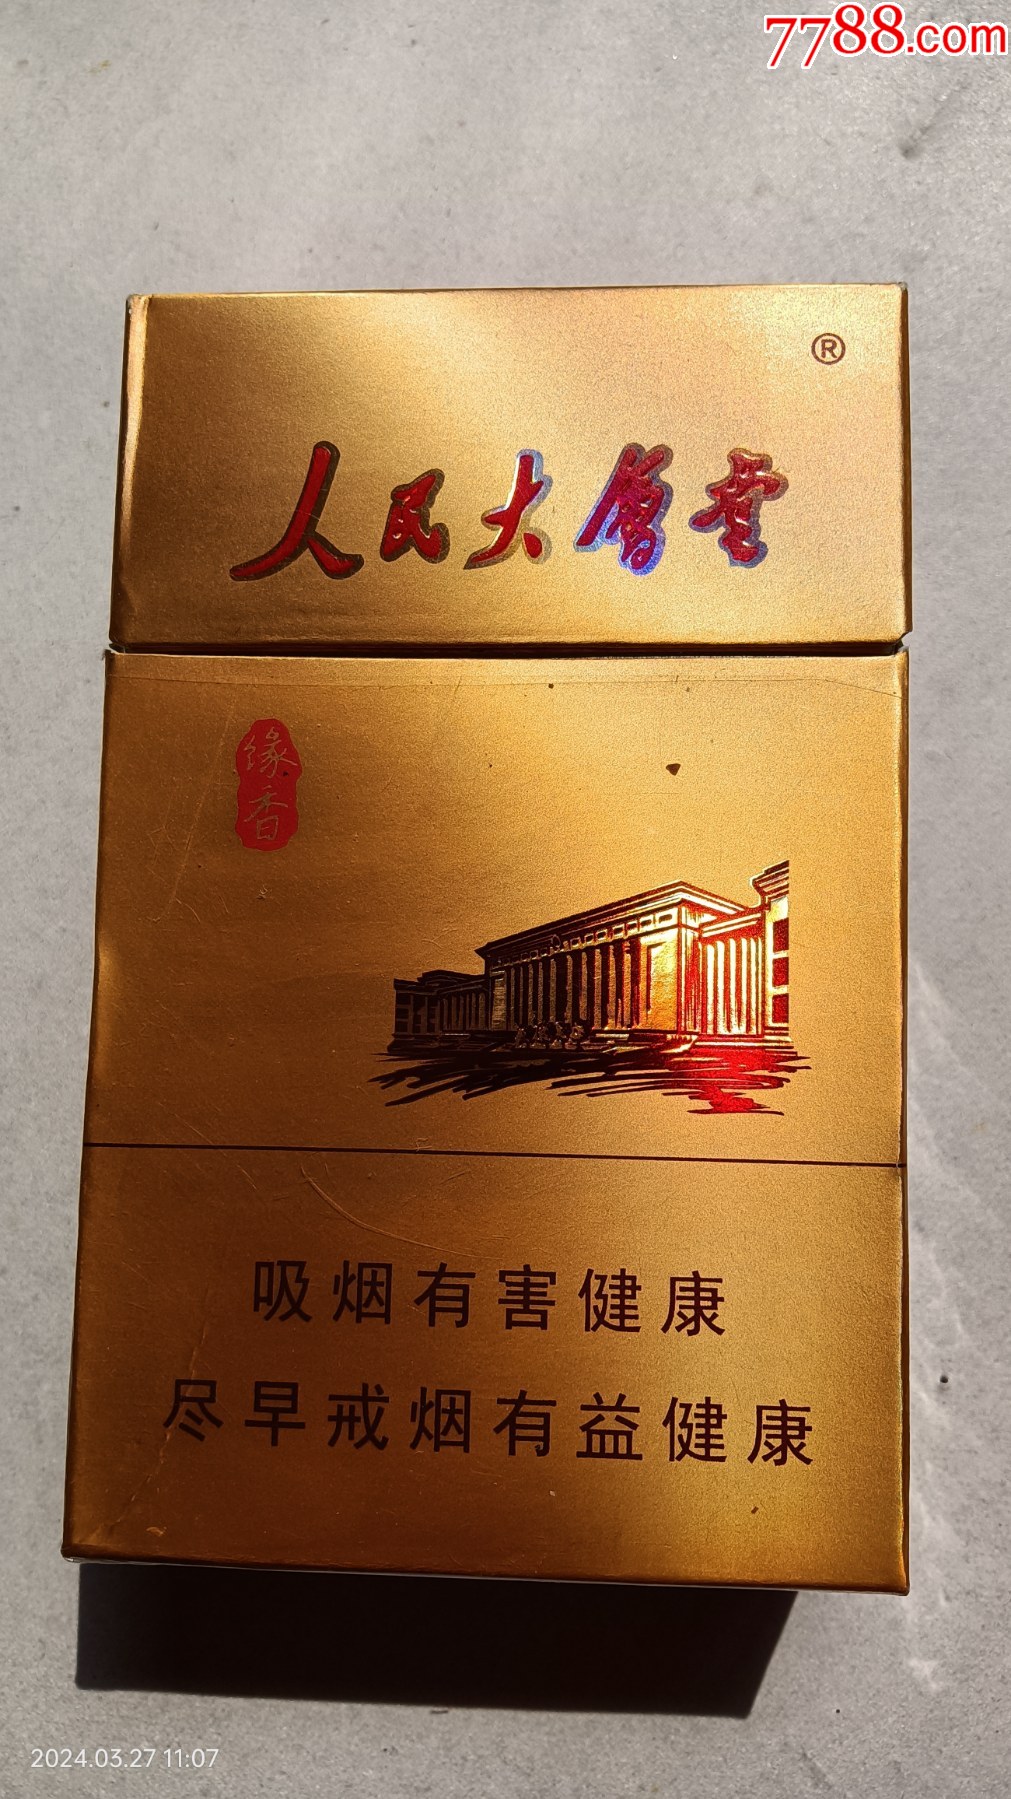 7788.com
®
人民大會堂
缘香
吸烟有害健康
尽早戒烟有益健康
2024.03.27 11:07